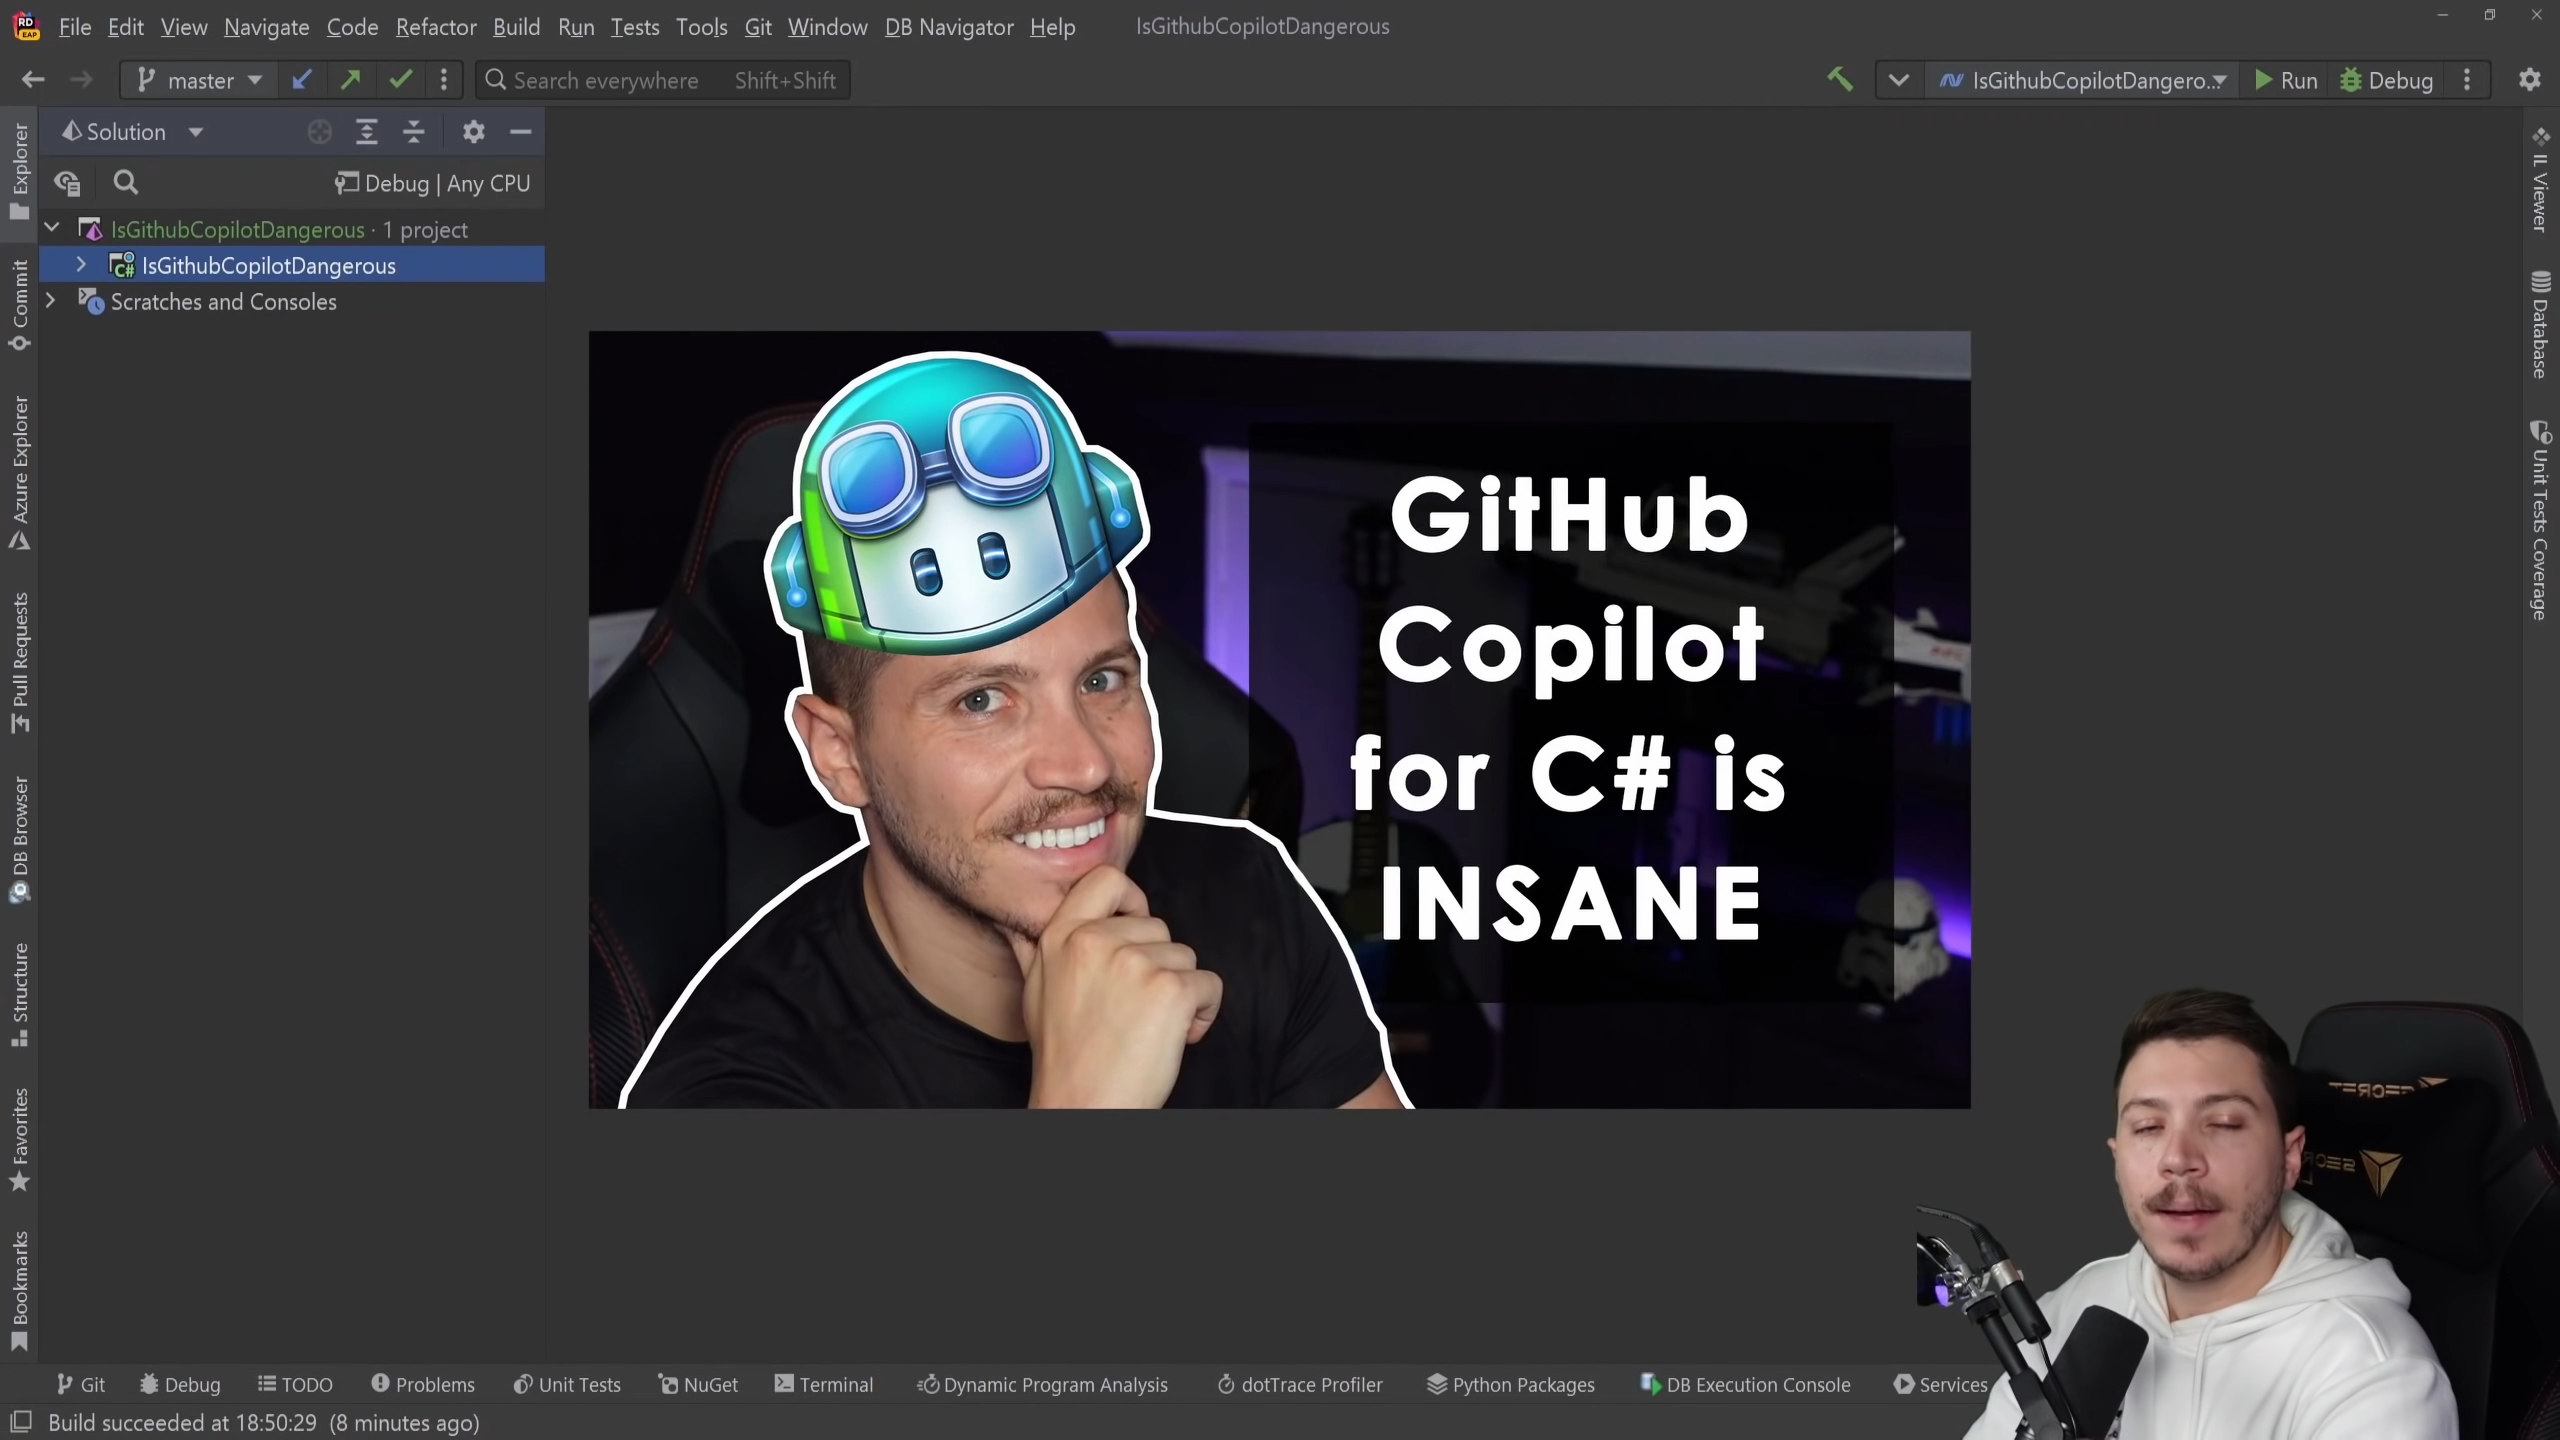 File Edit View Navigate Code Refactor Build Run Tests Tools Git Window DB Navigator Help IsGithubCopilotDangerous
master Search everywhere Shift+Shift IsGithubCopilotDangero... Run Debug
Solution
Debug | Any CPU
IsGithubCopilotDangerous · 1 project
IsGithubCopilotDangerous
Scratches and Consoles
Explorer
Commit
Azure Explorer
Pull Requests
DB Browser
Structure
Favorites
Bookmarks
GitHub
Copilot
for C# is
INSANE
IL Viewer
Database
Unit Tests Coverage
Git Debug TODO Problems Unit Tests NuGet Terminal Dynamic Program Analysis dotTrace Profiler Python Packages DB Execution Console Services
Build succeeded at 18:50:29 (8 minutes ago)